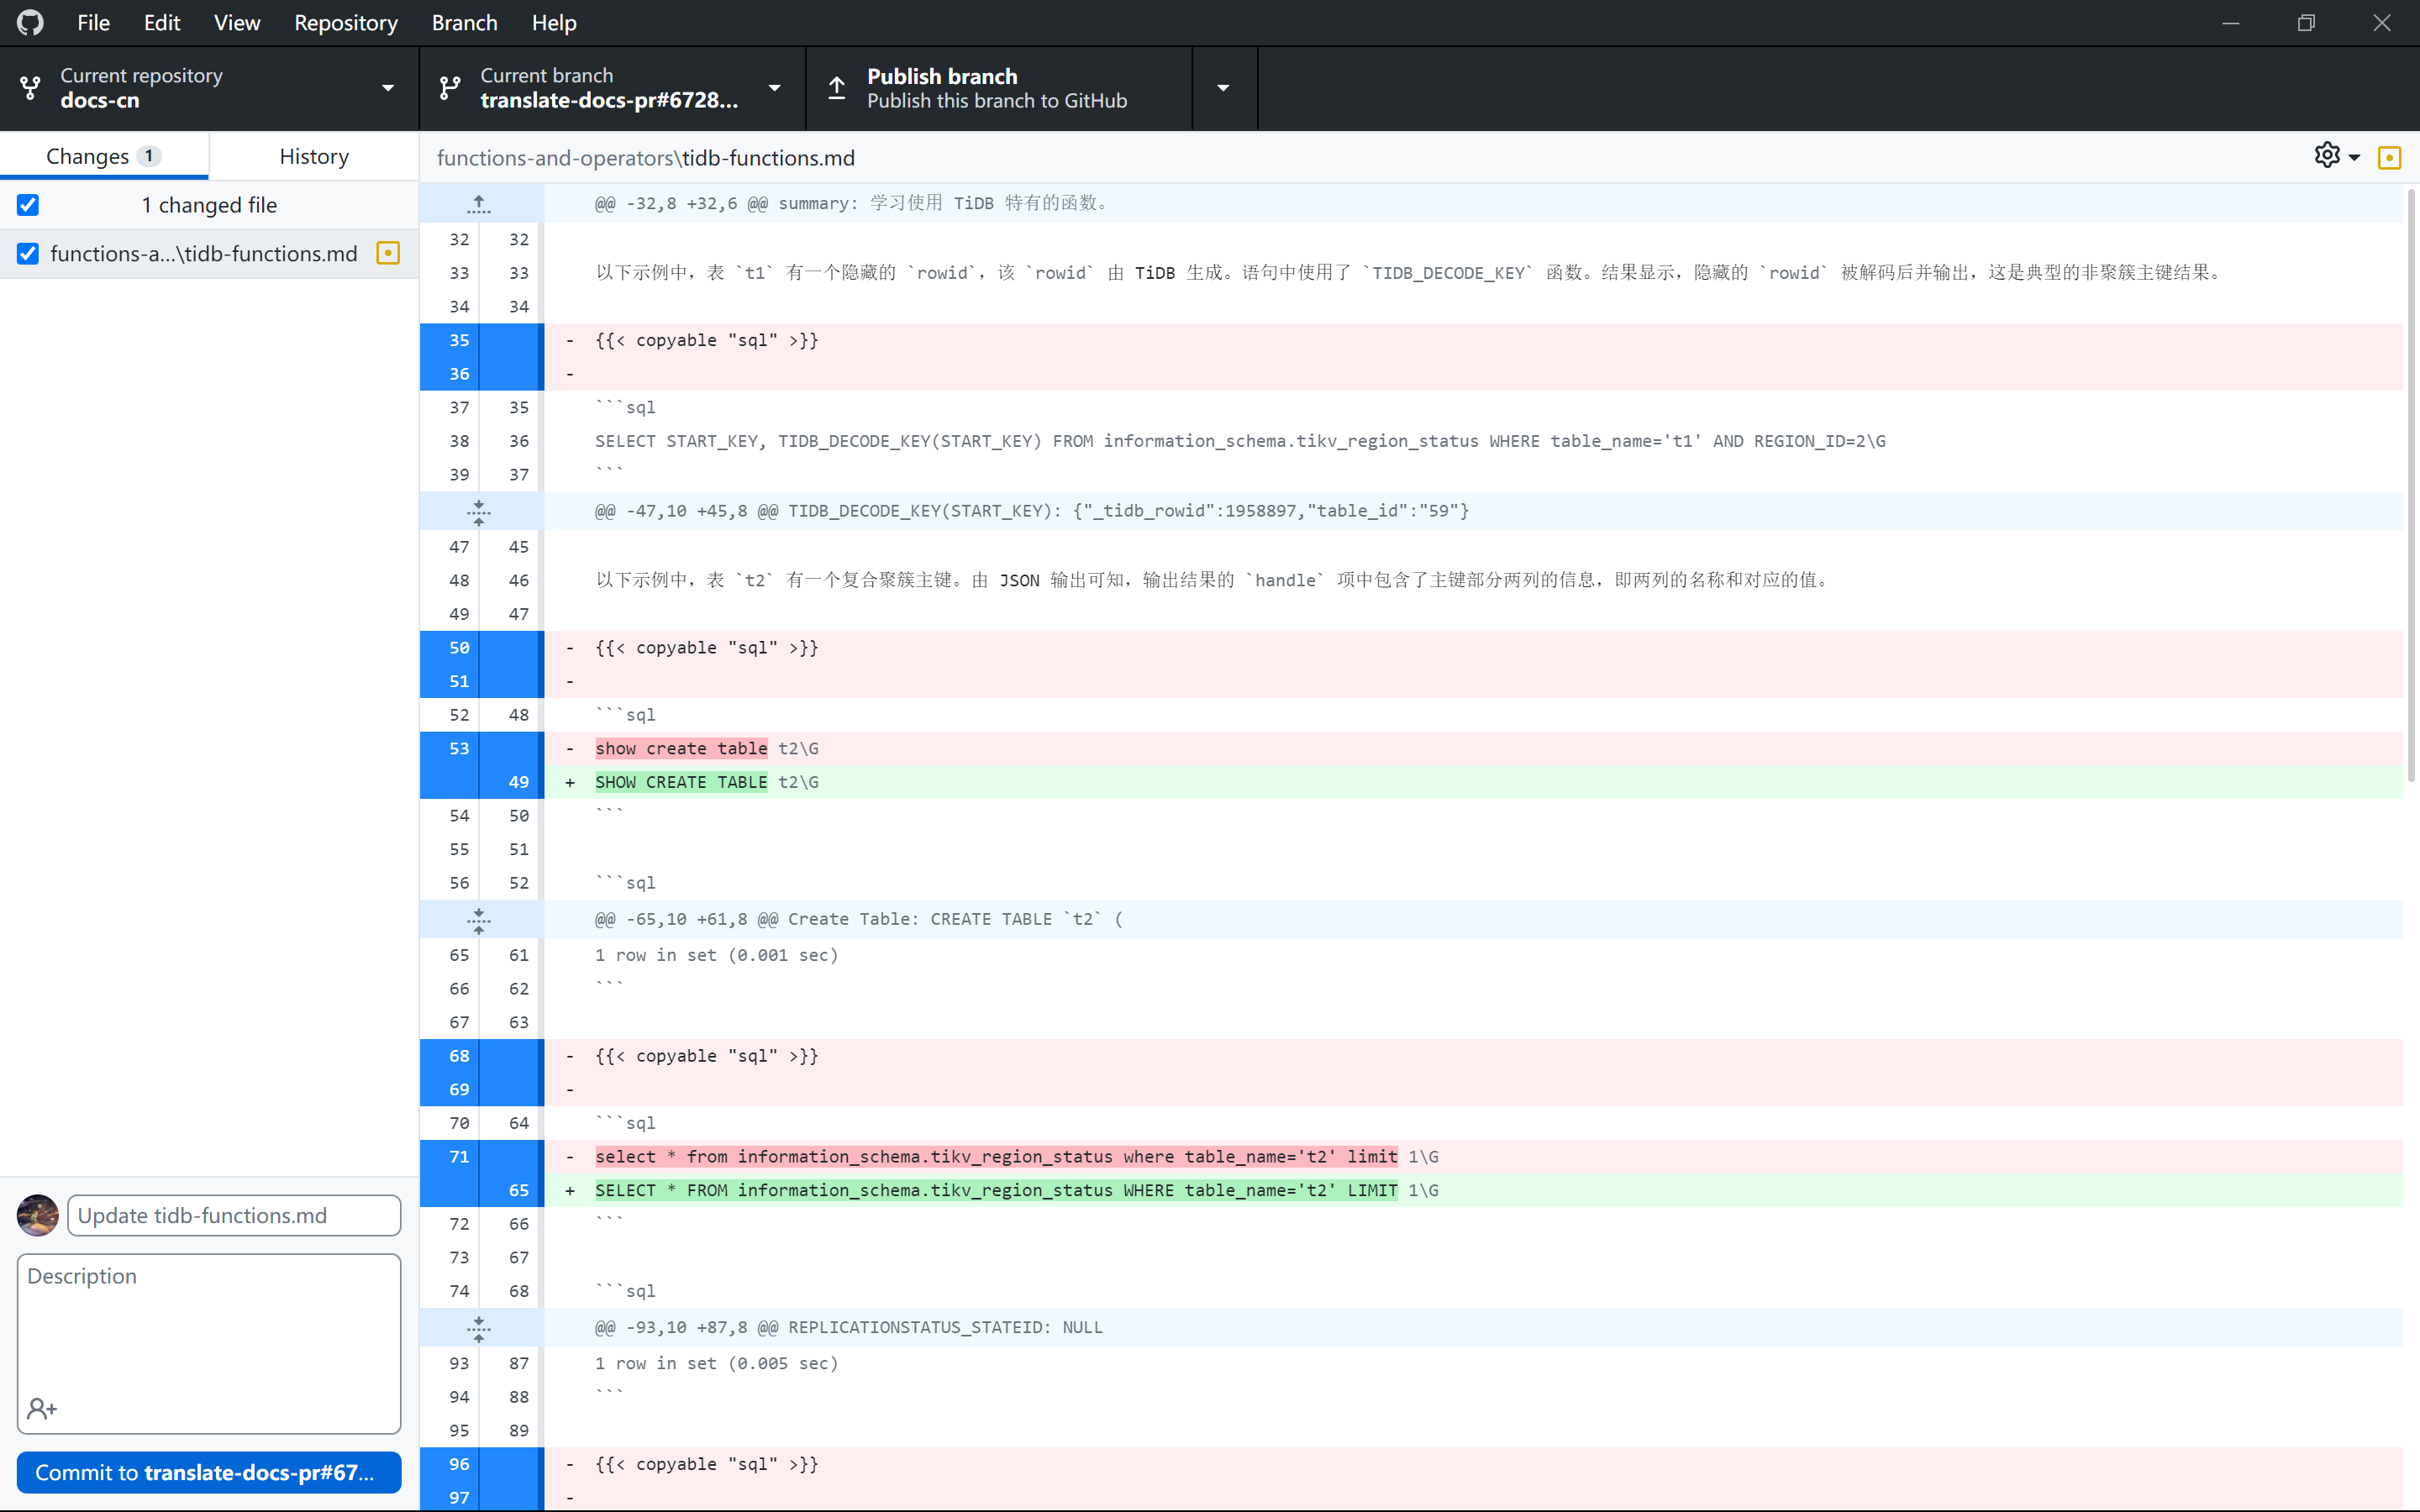 File Edit View Repository Branch Help
Current repository
docs-cn
Current branch
translate-docs-pr#6728...
Publish branch
Publish this branch to GitHub
Changes 1
History
1 changed file
functions-a...\tidb-functions.md
Update tidb-functions.md
Description
Commit to translate-docs-pr#67...
functions-and-operators\tidb-functions.md
@@ -32,8 +32,6 @@ summary: 学习使用 TiDB 特有的函数。
32 32
33 33 以下示例中，表 `t1` 有一个隐藏的 `rowid`，该 `rowid` 由 TiDB 生成。语句中使用了 `TIDB_DECODE_KEY` 函数。结果显示，隐藏的 `rowid` 被解码后并输出，这是典型的非聚簇主键结果。
34 34
35 - {{< copyable "sql" >}}
36 -
37 35 ```sql
38 36 SELECT START_KEY, TIDB_DECODE_KEY(START_KEY) FROM information_schema.tikv_region_status WHERE table_name='t1' AND REGION_ID=2\G
39 37 ```
@@ -47,10 +45,8 @@ TIDB_DECODE_KEY(START_KEY): {"_tidb_rowid":1958897,"table_id":"59"}
47 45
48 46 以下示例中，表 `t2` 有一个复合聚簇主键。由 JSON 输出可知，输出结果的 `handle` 项中包含了主键部分两列的信息，即两列的名称和对应的值。
49 47
50 - {{< copyable "sql" >}}
51 -
52 48 ```sql
53 - show create table t2\G
49 + SHOW CREATE TABLE t2\G
54 50 ```
55 51
56 52 ```sql
@@ -65,10 +61,8 @@ Create Table: CREATE TABLE `t2` (
65 61 1 row in set (0.001 sec)
66 62 ```
67 63
68 - {{< copyable "sql" >}}
69 -
70 64 ```sql
71 - select * from information_schema.tikv_region_status where table_name='t2' limit 1\G
65 + SELECT * FROM information_schema.tikv_region_status WHERE table_name='t2' LIMIT 1\G
72 66 ```
73 67
74 68 ```sql
@@ -93,10 +87,8 @@ REPLICATIONSTATUS_STATEID: NULL
93 87 1 row in set (0.005 sec)
94 88 ```
95 89
96 - {{< copyable "sql" >}}
97 -